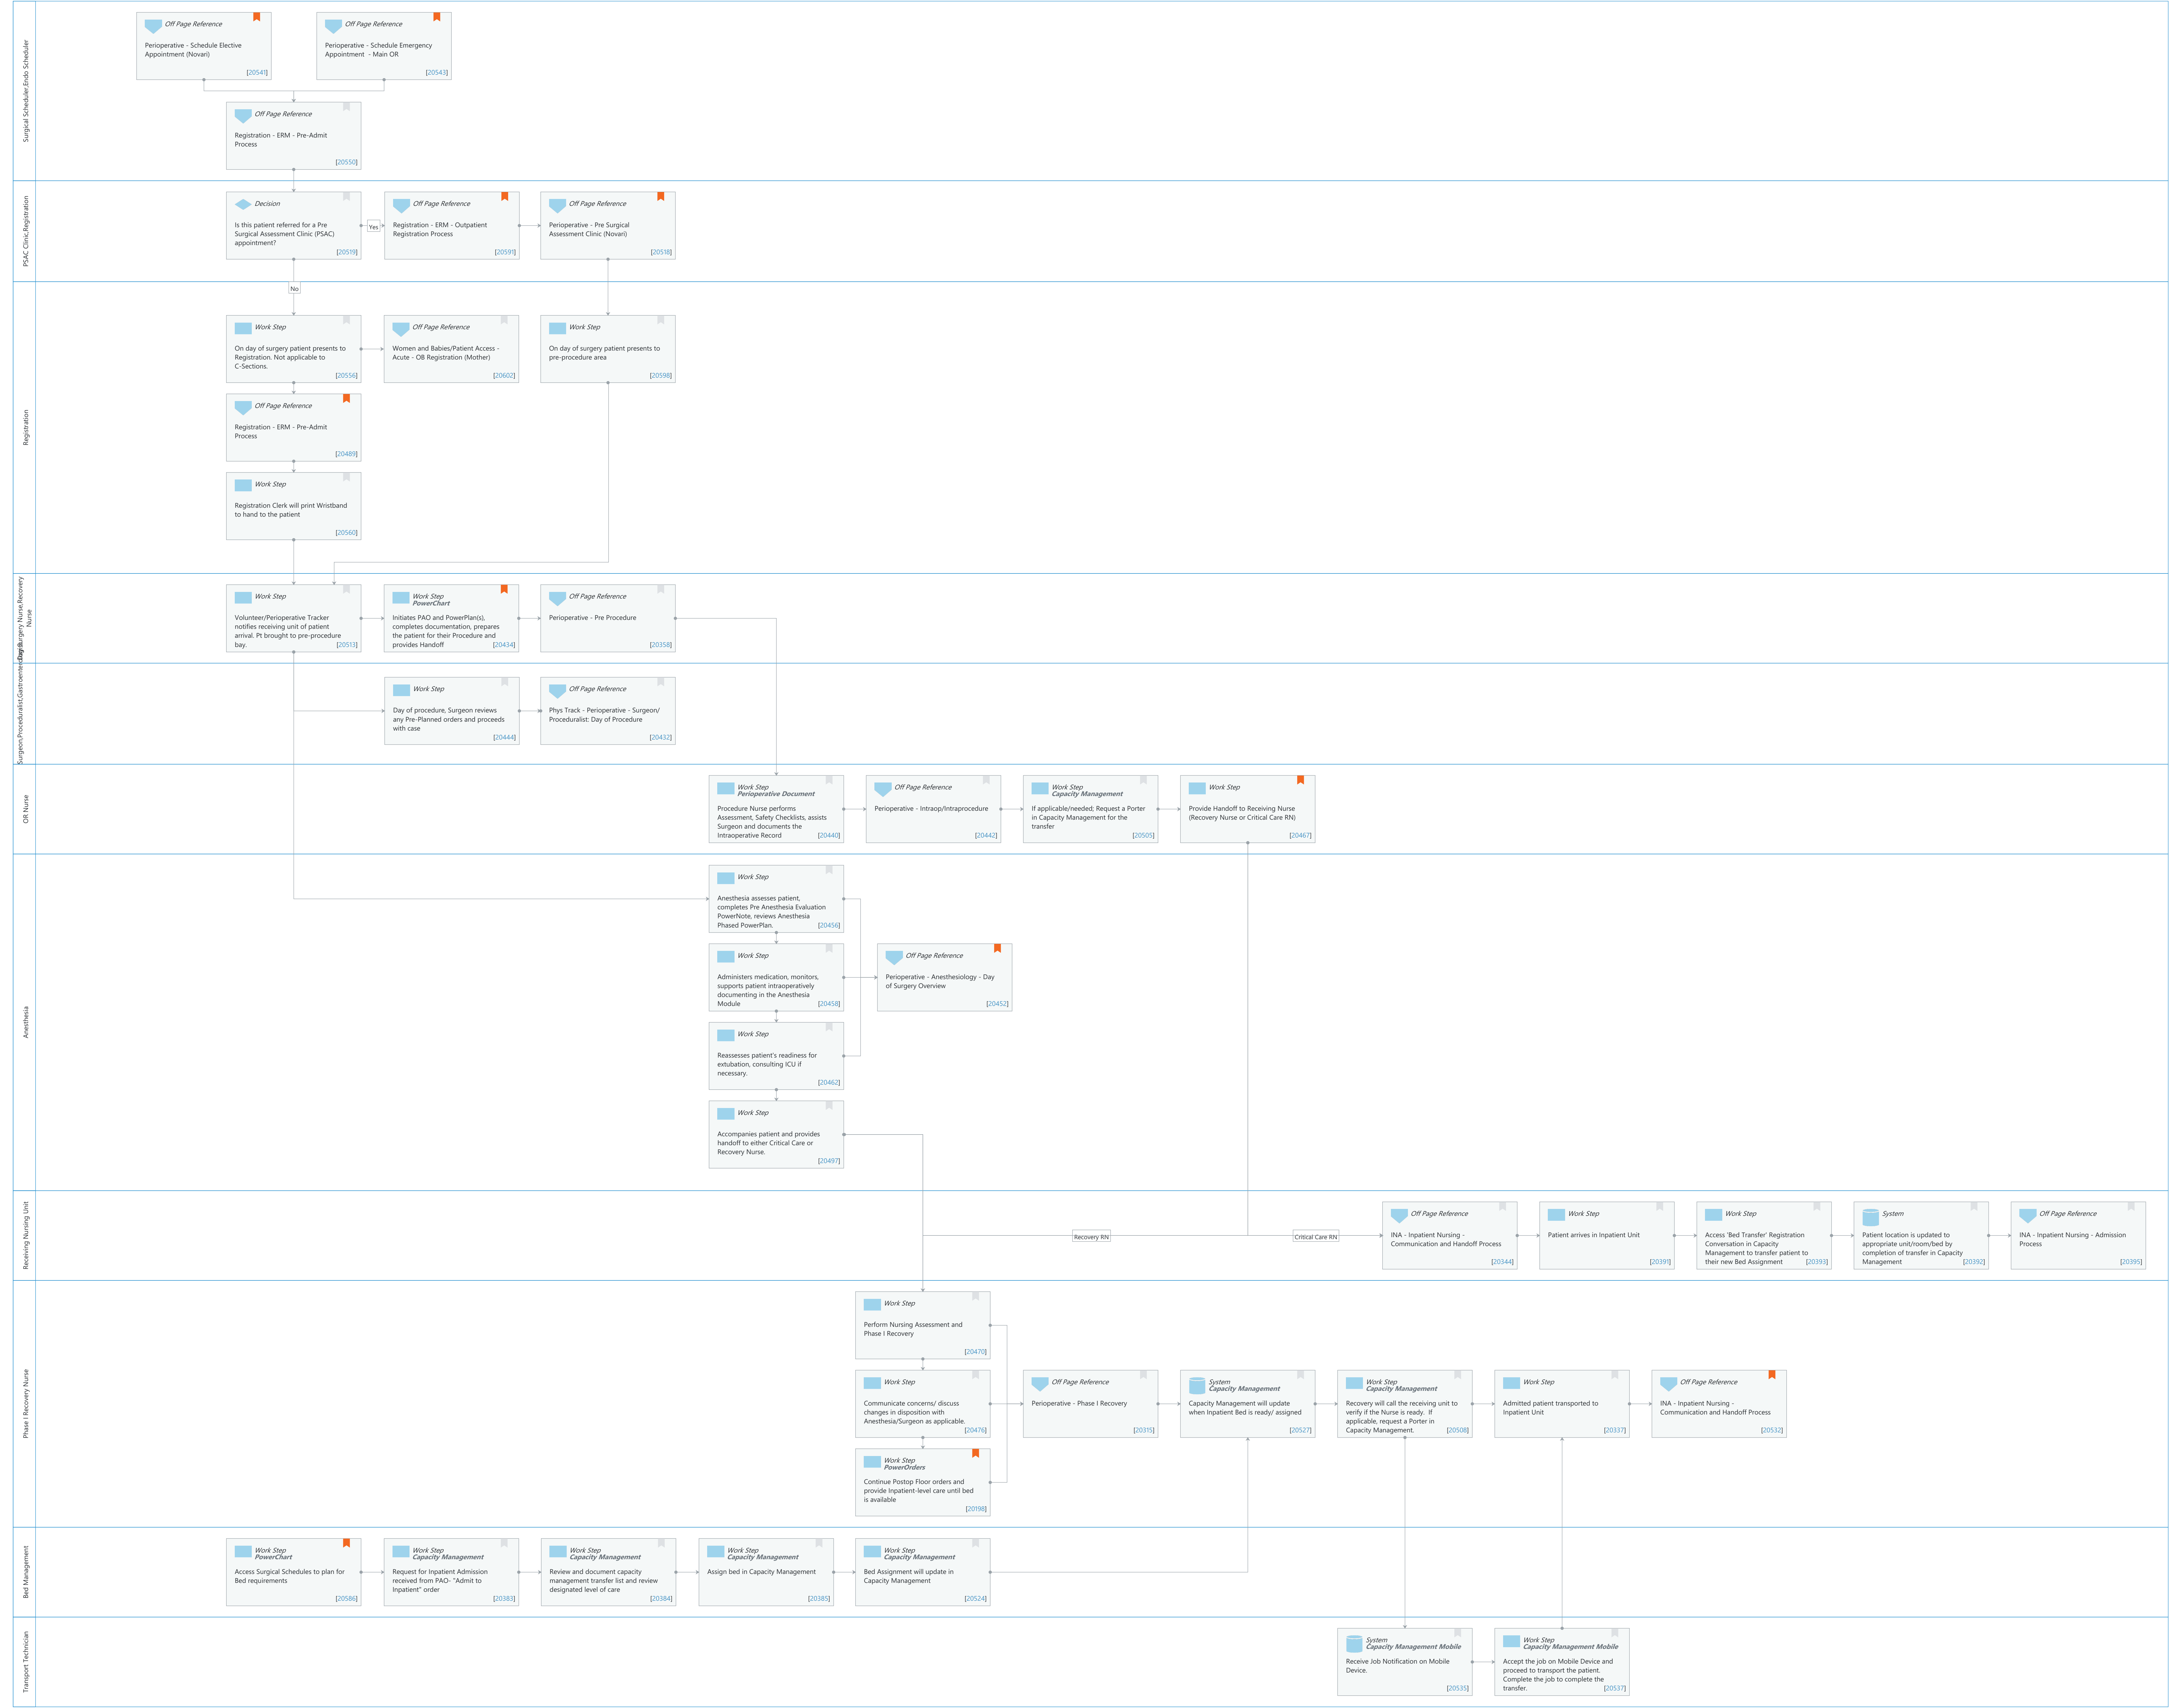 Surgical Scheduler,Endo Scheduler
Off Page Reference
Perioperative - Schedule Elective
Appointment (Novari)
[20541]
Off Page Reference
Perioperative - Schedule Emergency
Appointment - Main OR
[20543]
Off Page Reference
Registration - ERM - Pre-Admit
Process
[20550]
PSAC Clinic,Registration
Decision
Is this patient referred for a Pre
Surgical Assessment Clinic (PSAC)
appointment?
[20519]
Yes
Off Page Reference
Registration - ERM - Outpatient
Registration Process
[20591]
Off Page Reference
Perioperative - Pre Surgical
Assessment Clinic (Novari)
[20518]
No
Registration
Work Step
On day of surgery patient presents to
Registration. Not applicable to
C-Sections.
[20556]
Off Page Reference
Women and Babies/Patient Access -
Acute - OB Registration (Mother)
[20602]
Work Step
On day of surgery patient presents to
pre-procedure area
[20598]
Off Page Reference
Registration - ERM - Pre-Admit
Process
[20489]
Work Step
Registration Clerk will print Wristband
to hand to the patient
[20560]
Surgery Nurse,Recovery
Nurse
Work Step
Volunteer/Perioperative Tracker
notifies receiving unit of patient
arrival. Pt brought to pre-procedure
bay.
[20513]
Work Step
PowerChart
Initiates PAO and PowerPlan(s),
completes documentation, prepares
the patient for their Procedure and
provides Handoff
[20434]
Off Page Reference
Perioperative - Pre Procedure
[20358]
Work Step
Day of procedure, Surgeon reviews
any Pre-Planned orders and proceeds
with case
[20444]
Off Page Reference
Phys Track - Perioperative - Surgeon/
Proceduralist: Day of Procedure
[20432]
OR Nurse
Work Step
Perioperative Document
Procedure Nurse performs
Assessment, Safety Checklists, assists
Surgeon and documents the
Intraoperative Record
[20440]
Off Page Reference
Perioperative - Intraop/Intraprocedure
[20442]
Work Step
Capacity Management
If applicable/needed; Request a Porter
in Capacity Management for the
transfer
[20505]
Work Step
Provide Handoff to Receiving Nurse
(Recovery Nurse or Critical Care RN)
[20467]
Anesthesia
Work Step
Anesthesia assesses patient,
completes Pre Anesthesia Evaluation
PowerNote, reviews Anesthesia
Phased PowerPlan.
[20456]
Work Step
Administers medication, monitors,
supports patient intraoperatively
documenting in the Anesthesia
Module
[20458]
Off Page Reference
Perioperative - Anesthesiology - Day
of Surgery Overview
[20452]
Work Step
Reassesses patient's readiness for
extubation, consulting ICU if
necessary.
[20462]
Work Step
Accompanies patient and provides
handoff to either Critical Care or
Recovery Nurse.
[20497]
Receiving Nursing Unit
Recovery RN
Critical Care RN
Off Page Reference
INA - Inpatient Nursing -
Communication and Handoff Process
[20344]
Work Step
Patient arrives in Inpatient Unit
[20391]
Work Step
Access 'Bed Transfer' Registration
Conversation in Capacity
Management to transfer patient to
their new Bed Assignment
[20393]
System
Patient location is updated to
appropriate unit/room/bed by
completion of transfer in Capacity
Management
[20392]
Off Page Reference
INA - Inpatient Nursing - Admission
Process
[20395]
Phase I Recovery Nurse
Work Step
Perform Nursing Assessment and
Phase I Recovery
[20470]
Work Step
Communicate concerns/ discuss
changes in disposition with
Anesthesia/Surgeon as applicable.
[20476]
Off Page Reference
Perioperative - Phase I Recovery
[20315]
System
Capacity Management
Capacity Management will update
when Inpatient Bed is ready/ assigned
[20527]
Work Step
Capacity Management
Recovery will call the receiving unit to
verify if the Nurse is ready. If
applicable, request a Porter in
Capacity Management.
[20508]
Work Step
Admitted patient transported to
Inpatient Unit
[20337]
Off Page Reference
INA - Inpatient Nursing -
Communication and Handoff Process
[20532]
Work Step
PowerOrders
Continue Postop Floor orders and
provide Inpatient-level care until bed
is available
[20198]
Bed Management
Work Step
PowerChart
Access Surgical Schedules to plan for
Bed requirements
[20586]
Work Step
Capacity Management
Request for Inpatient Admission
received from PAO- "Admit to
Inpatient" order
[20383]
Work Step
Capacity Management
Review and document capacity
management transfer list and review
designated level of care
[20384]
Work Step
Capacity Management
Assign bed in Capacity Management
[20385]
Work Step
Capacity Management
Bed Assignment will update in
Capacity Management
[20524]
Transport Technician
System
Capacity Management Mobile
Receive Job Notification on Mobile
Device.
[20535]
Work Step
Capacity Management Mobile
Accept the job on Mobile Device and
proceed to transport the patient.
Complete the job to complete the
transfer.
[20537]